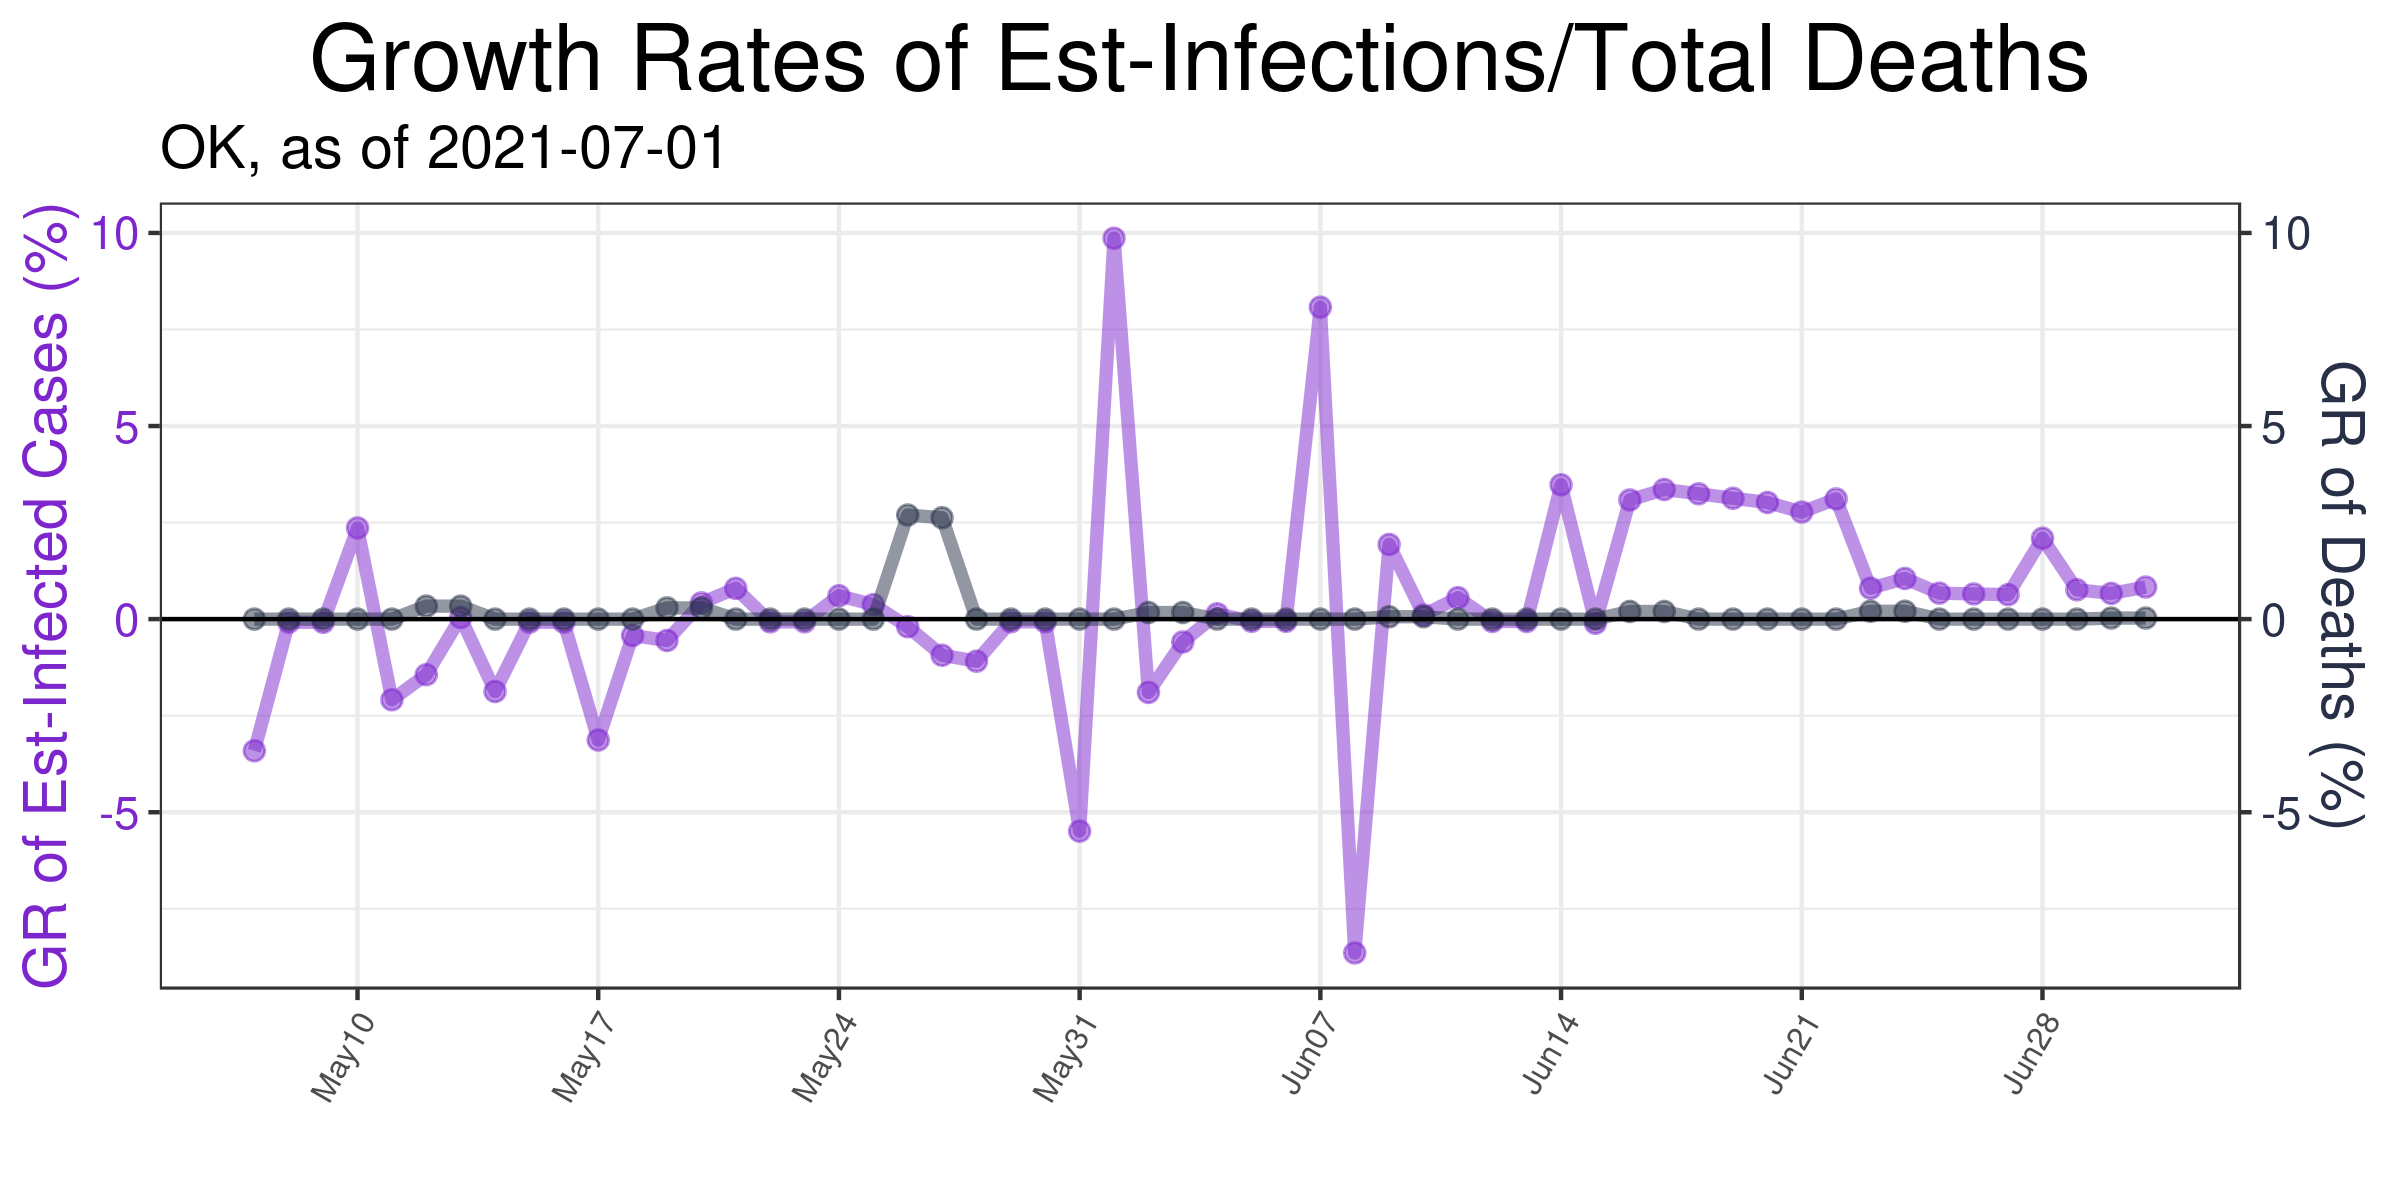 Growth Rates of Est-Infections/Total Deaths
OK, as of 2021-07-01
GR of Est-Infected Cases (%)
10
5
0
-5
10
5
0
-5
GR of Deaths (%)
May10
May17
May24
May31
Jun07
Jun14
Jun21
Jun28